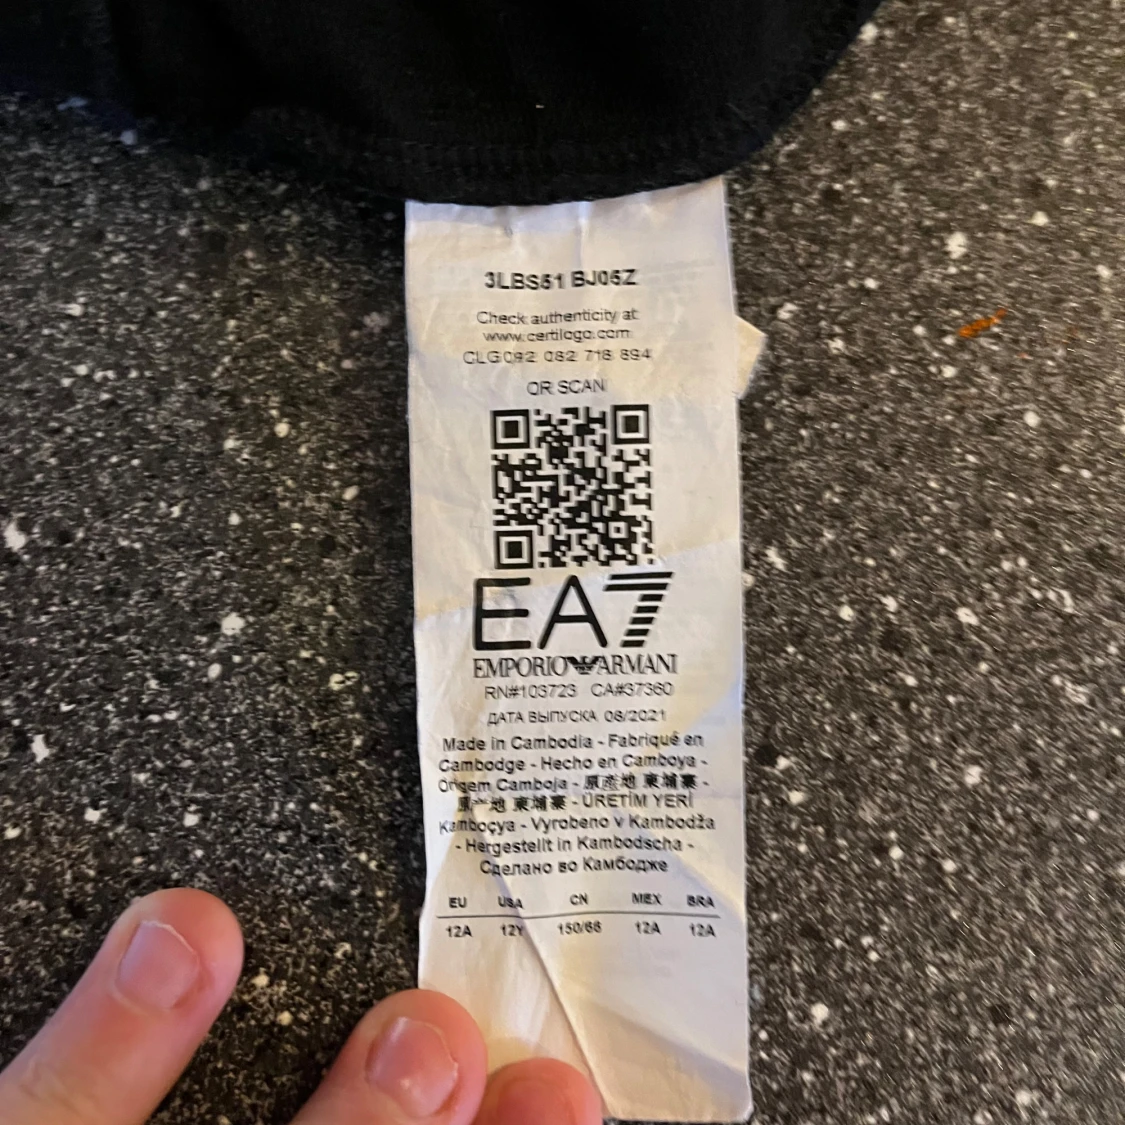 3LBS51 BJ05Z
Check authenticity at
www.certilogo.com
CLG 092 082 718 894
OR SCAN
EA7
EMPORIO ARMANI
RN#103723 CA#37360
ДАТА ВЫПУСКА 08/2021
Made in Cambodia - Fabriqué en
Cambodge - Hecho en Camboya -
Origem Camboja - 原產地 柬埔寨 -
原产地 柬埔寨 - ÜRETİM YERİ
Kamboçya - Vyrobeno v Kambodža
- Hergestellt in Kambodscha -
Сделано во Камбодже
EU USA CN MEX BRA
12A 12Y 150/66 12A 12A